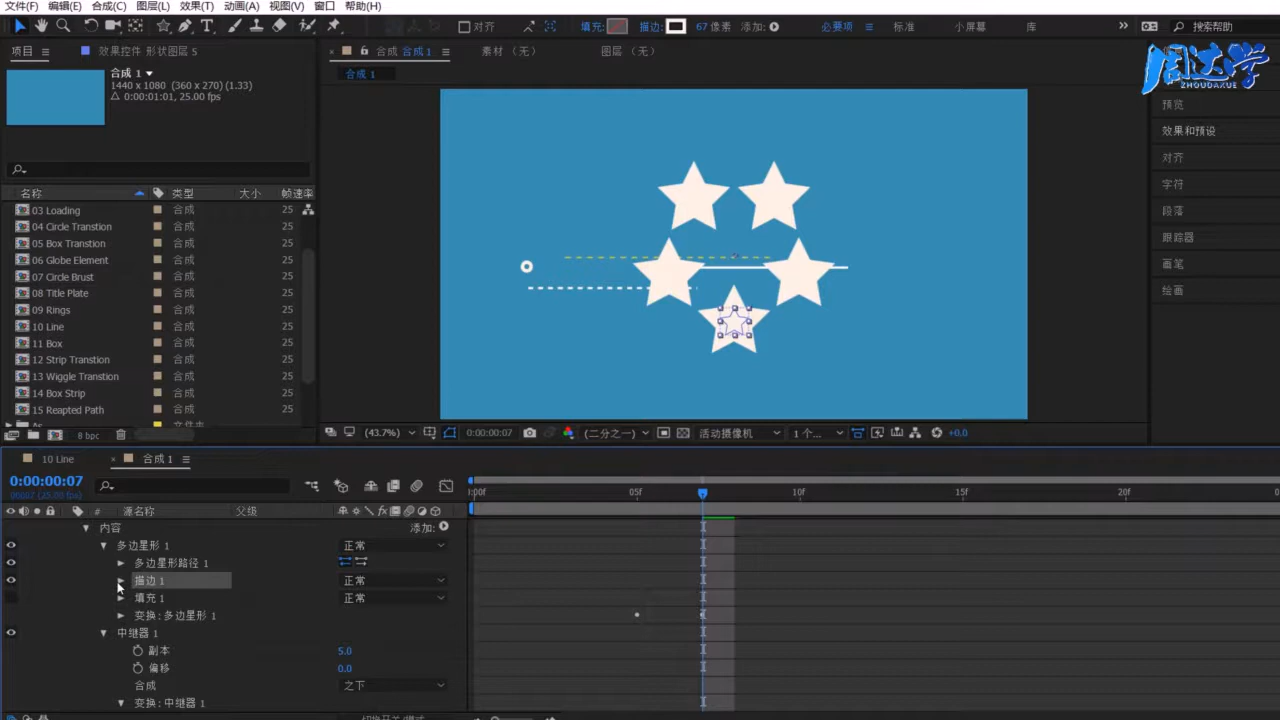 文件(F) 编辑(E) 合成(C) 图层(L) 效果(T) 动画(A) 视图(V) 窗口 帮助(H)
对齐 填充: 描边: 67 像素 添加: 必要项 标准 小屏幕 库 搜索帮助
项目 效果控件 形状图层 5 合成 合成 1 素材 (无) 图层 (无)
合成 1
周达学
ZHOUDAXUE
合成 1
1440 x 1080 (360 x 270) (1.33)
0:00:01:01, 25.00 fps
预览
效果和预设
对齐
字符
段落
跟踪器
画笔
绘画
名称 类型 大小 帧速率
03 Loading 合成 25
04 Circle Transtion 合成 25
05 Box Transtion 合成 25
06 Globe Element 合成 25
07 Circle Brust 合成 25
08 Title Plate 合成 25
09 Rings 合成 25
10 Line 合成 25
11 Box 合成 25
12 Strip Transtion 合成 25
13 Wiggle Transtion 合成 25
14 Box Strip 合成 25
15 Reapted Path 合成 25
8 bpc
(43.7%) 0:00:00:07 (二分之一) 活动摄像机 1 个... +0.0
10 Line 合成 1
0:00:00:07
00007 (25.00 fps)
:00f 05f 10f 15f 20f
# 源名称 父级
内容 添加:
多边星形 1 正常
多边星形路径 1
描边 1 正常
填充 1 正常
变换: 多边星形 1
中继器 1
副本 5.0
偏移 0.0
合成 之下
变换: 中继器 1
切换开关/模式